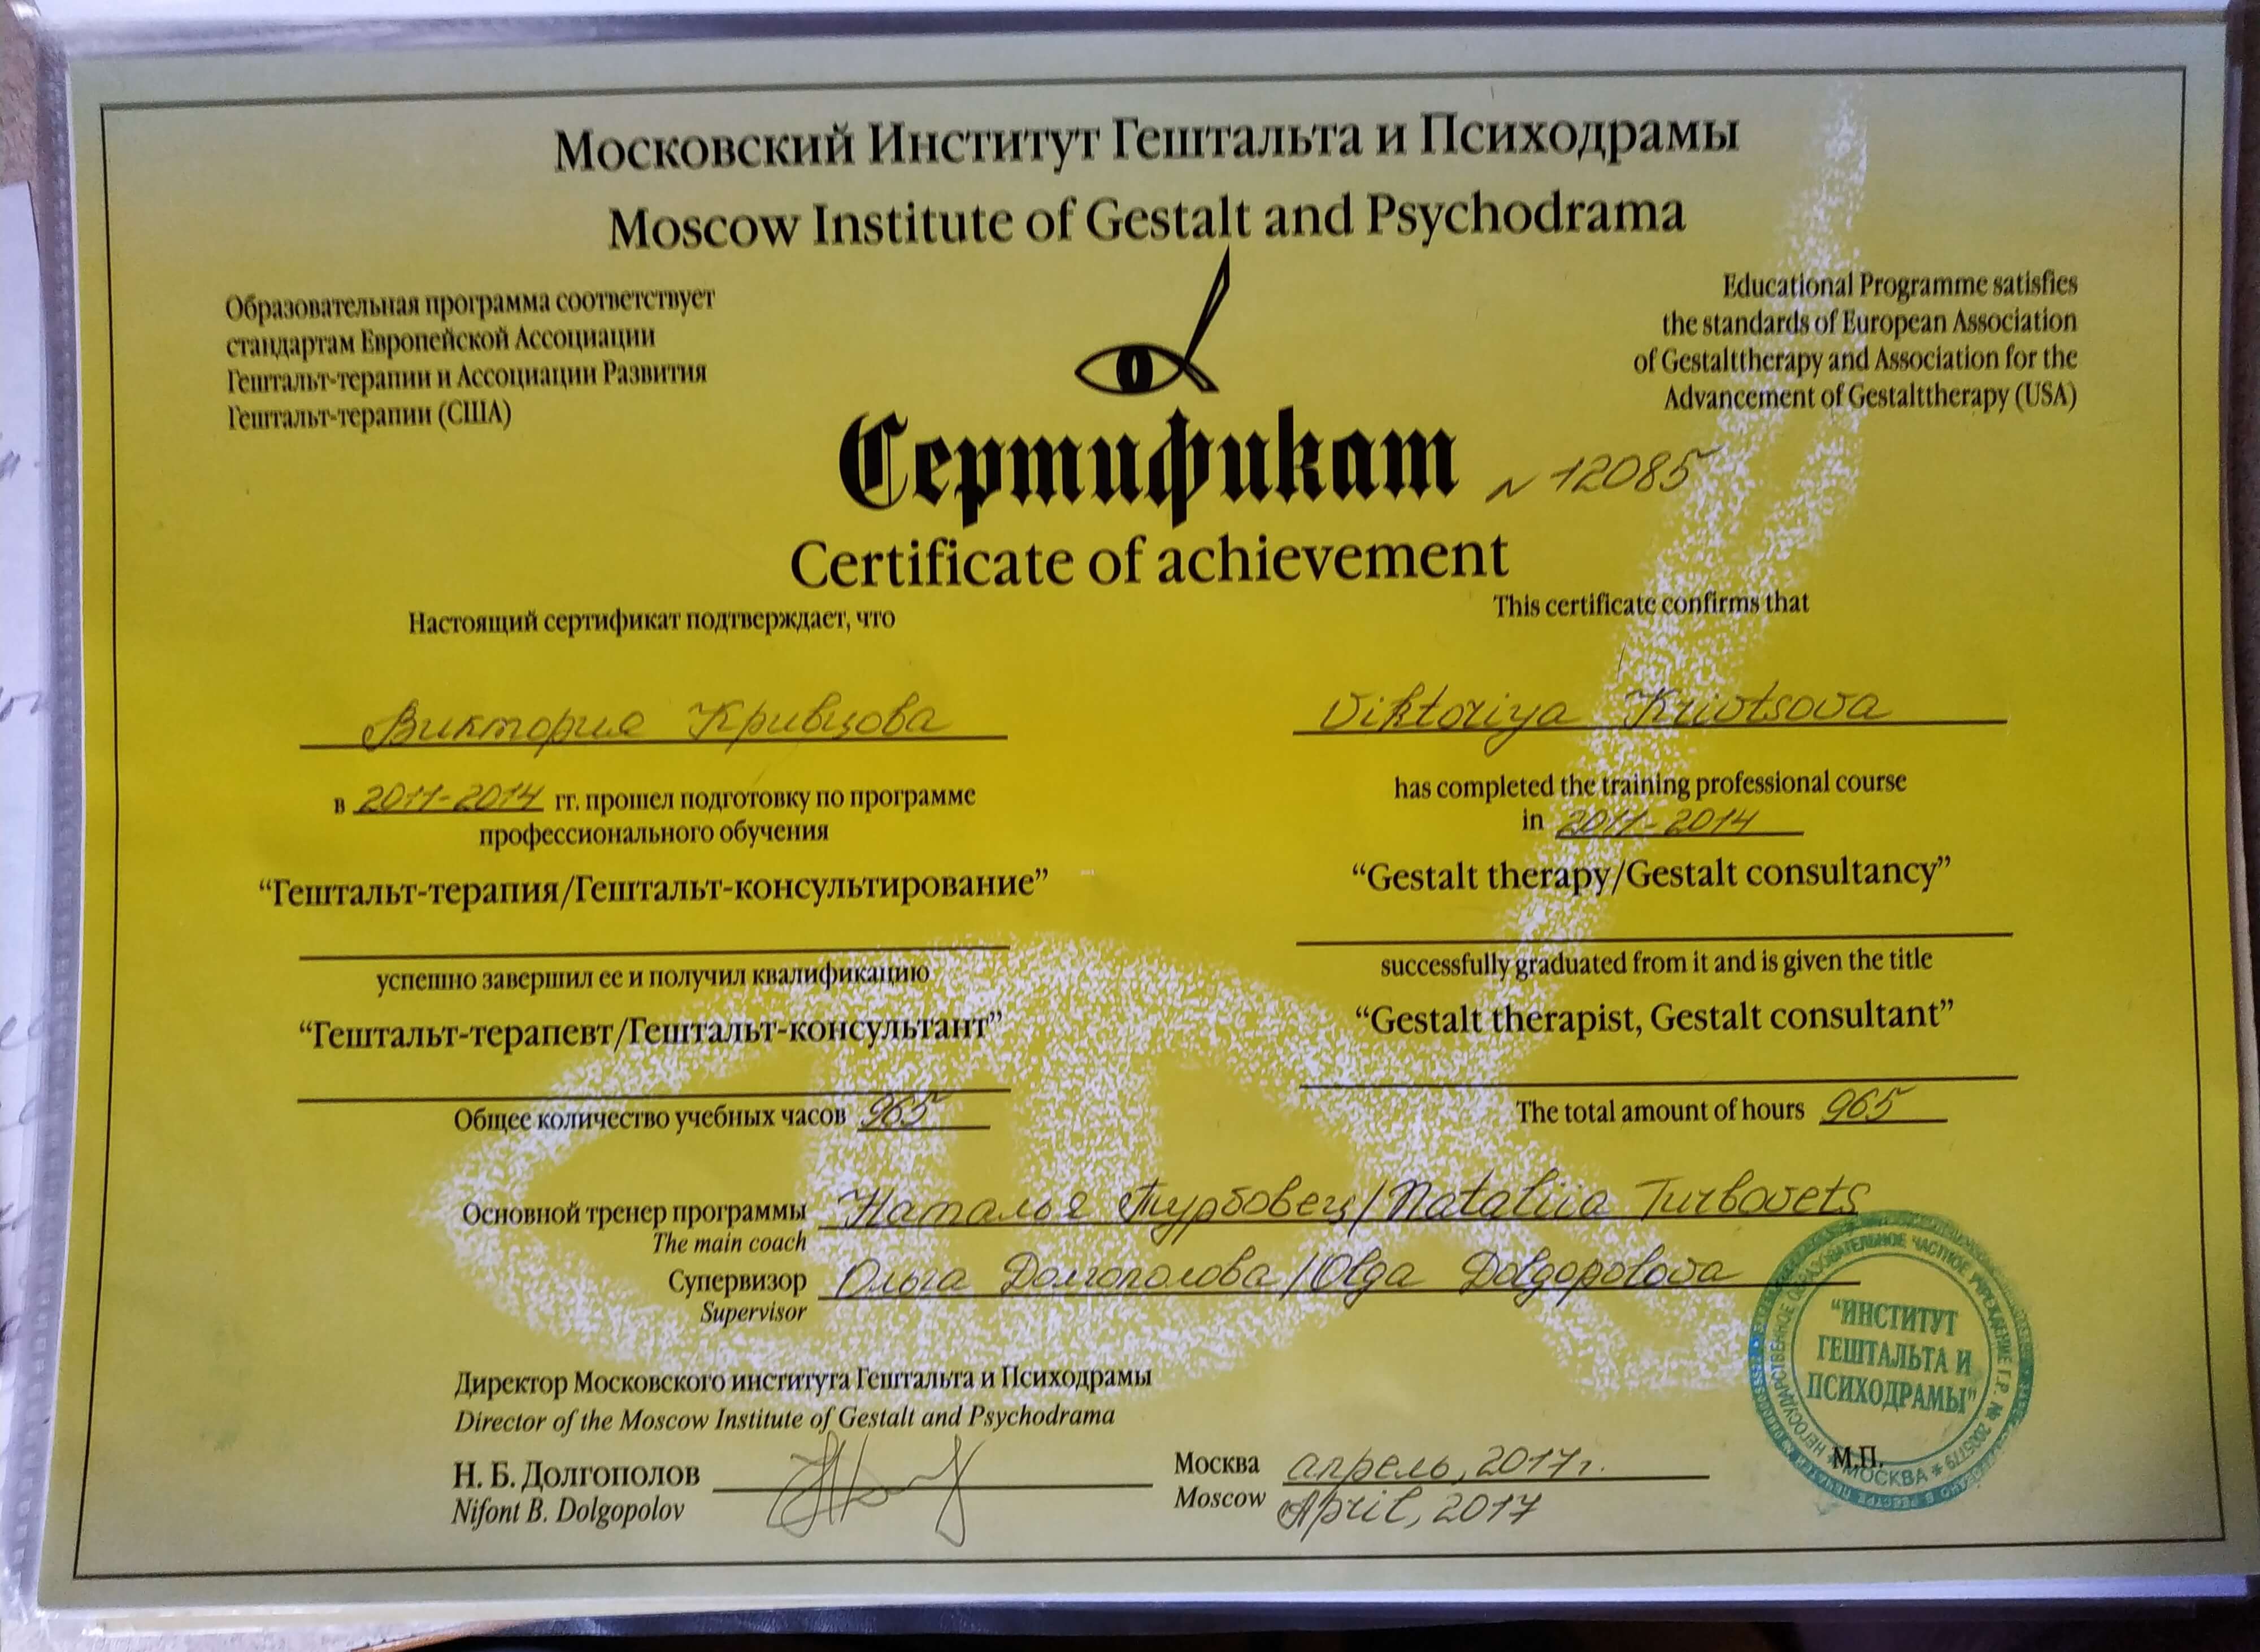 Московский Институт Гештальта и Психодрамы
Moscow Institute of Gestalt and Psychodrama
Образовательная программа соответствует
стандартам Европейской Ассоциации
Гештальт-терапии и Ассоциации Развития
Гештальт-терапии (США)
Educational Programme satisfies
the standards of European Association
of Gestalttherapy and Association for the
Advancement of Gestalttherapy (USA)
Сертификат N 12085
Certificate of achievement
Настоящий сертификат подтверждает, что
Виктория Кривцова
в 2011-2014 гг. прошел подготовку по программе
профессионального обучения
“Гештальт-терапия/Гештальт-консультирование”
успешно завершил ее и получил квалификацию
“Гештальт-терапевт/Гештальт-консультант”
Общее количество учебных часов 965
This certificate confirms that
Viktoriya Krivtsova
has completed the training professional course
in 2011-2014
“Gestalt therapy/Gestalt consultancy”
successfully graduated from it and is given the title
“Gestalt therapist, Gestalt consultant”
The total amount of hours 965
Основной тренер программы Наталья Турбовец/Nataliia Turbovets
The main coach
Супервизор Ольга Долгополова/Olga Dolgopolova
Supervisor
Директор Московского института Гештальта и Психодрамы
Director of the Moscow Institute of Gestalt and Psychodrama
Н. Б. Долгополов
Nifont B. Dolgopolov
Москва апрель, 2017г.
Moscow April, 2017
М.П.
НЕГОСУДАРСТВЕННОЕ ОБРАЗОВАТЕЛЬНОЕ ЧАСТНОЕ УЧРЕЖДЕНИЕ Г.Р. №
* МОСКВА *
“ИНСТИТУТ
ГЕШТАЛЬТА И
ПСИХОДРАМЫ”